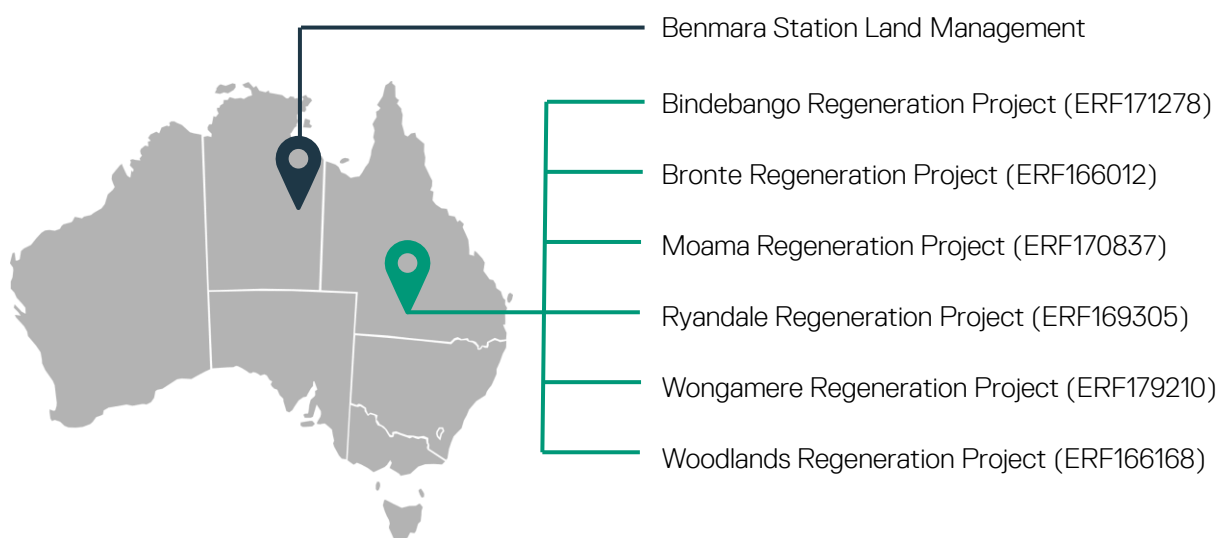 Benmara Station Land Management
Bindebango Regeneration Project (ERF171278)
Bronte Regeneration Project (ERF166012)
Moama Regeneration Project (ERF170837)
Ryandale Regeneration Project (ERF169305)
Wongamere Regeneration Project (ERF179210)
Woodlands Regeneration Project (ERF166168)